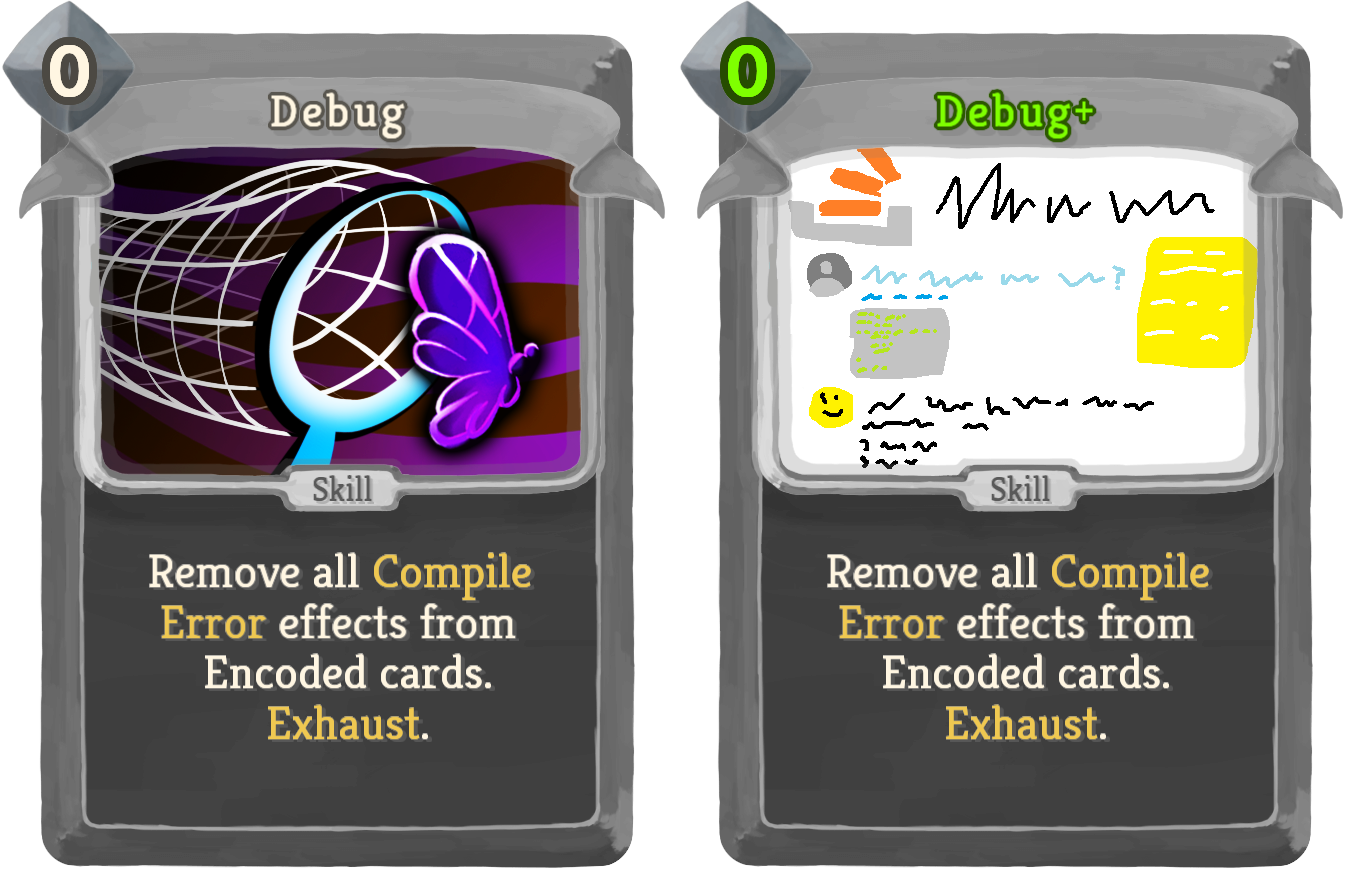 0
Debug
Skill
Remove all Compile
Error effects from
Encoded cards.
Exhaust.
0
Debug+
?
Skill
Remove all Compile
Error effects from
Encoded cards.
Exhaust.